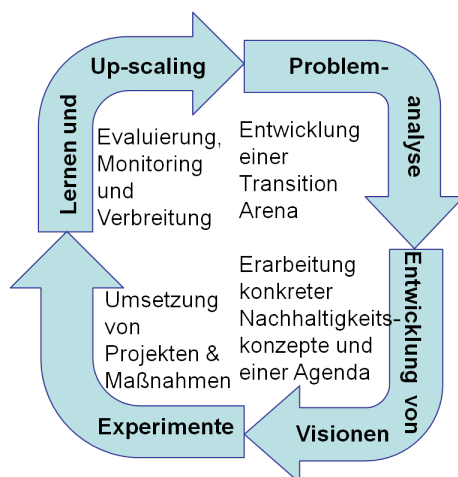 Problem-
analyse
Entwicklung
einer
Transition
Arena
Entwicklung von
Visionen
Erarbeitung
konkreter
Nachhaltigkeits-
konzepte und
einer Agenda
Experimente
Umsetzung
von
Projekten &
Maßnahmen
Lernen und
Up-scaling
Evaluierung,
Monitoring
und
Verbreitung